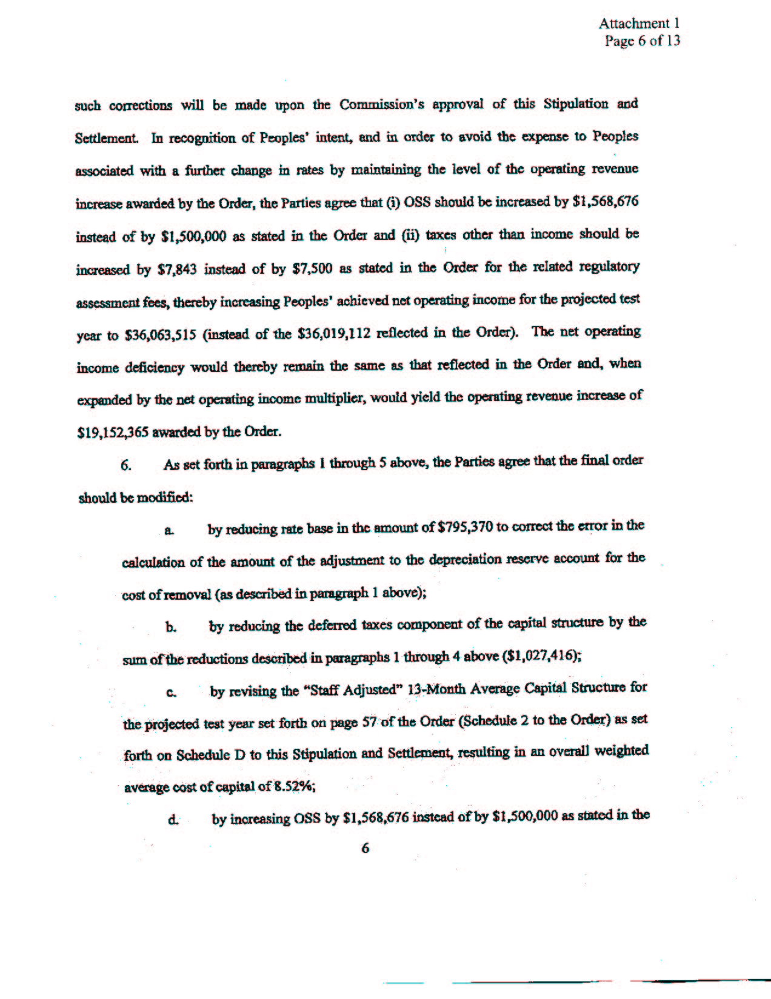 Attachment 1
Page 6 of 13
such corrections will be made upon the Commission's approval of this Stipulation and
Settlement. In recognition of Peoples' intent, and in order to avoid the expense to Peoples
associated with a further change in rates by maintaining the level of the operating revenue
increase awarded by the Order, the Parties agree that (i) OSS should be increased by $1,568,676
instead of by $1,500,000 as stated in the Order and (ii) taxes other than income should be
increased by $7,843 instead of by $7,500 as stated in the Order for the related regulatory
assessment fees, thereby increasing Peoples' achieved net operating income for the projected test
year to $36,063,515 (instead of the $36,019,112 reflected in the Order). The net operating
income deficiency would thereby remain the same as that reflected in the Order and, when
expanded by the net operating income multiplier, would yield the operating revenue increase of
$19,152,365 awarded by the Order.
6. As set forth in paragraphs 1 through 5 above, the Parties agree that the final order
should be modified:
a. by reducing rate base in the amount of $795,370 to correct the error in the
calculation of the amount of the adjustment to the depreciation reserve account for the
cost of removal (as described in paragraph 1 above);
b. by reducing the deferred taxes component of the capital structure by the
sum of the reductions described in paragraphs 1 through 4 above ($1,027,416);
c. by revising the "Staff Adjusted" 13-Month Average Capital Structure for
the projected test year set forth on page 57 of the Order (Schedule 2 to the Order) as set
forth on Schedule D to this Stipulation and Settlement, resulting in an overall weighted
average cost of capital of 8.52%;
d. by increasing OSS by $1,568,676 instead of by $1,500,000 as stated in the
6